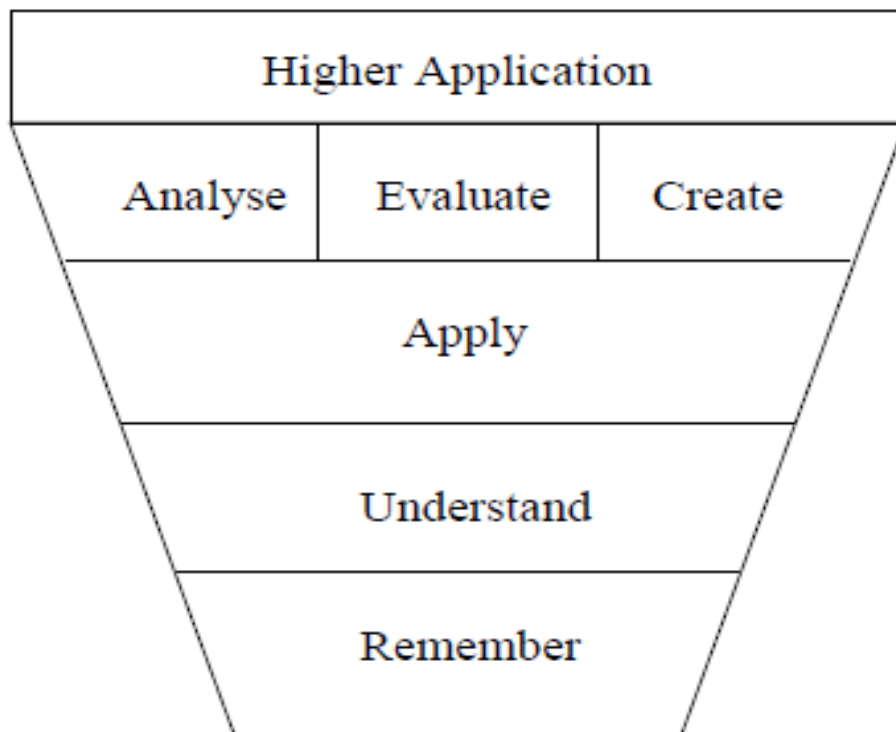 Higher Application
Analyse Evaluate Create
Apply
Understand
Remember